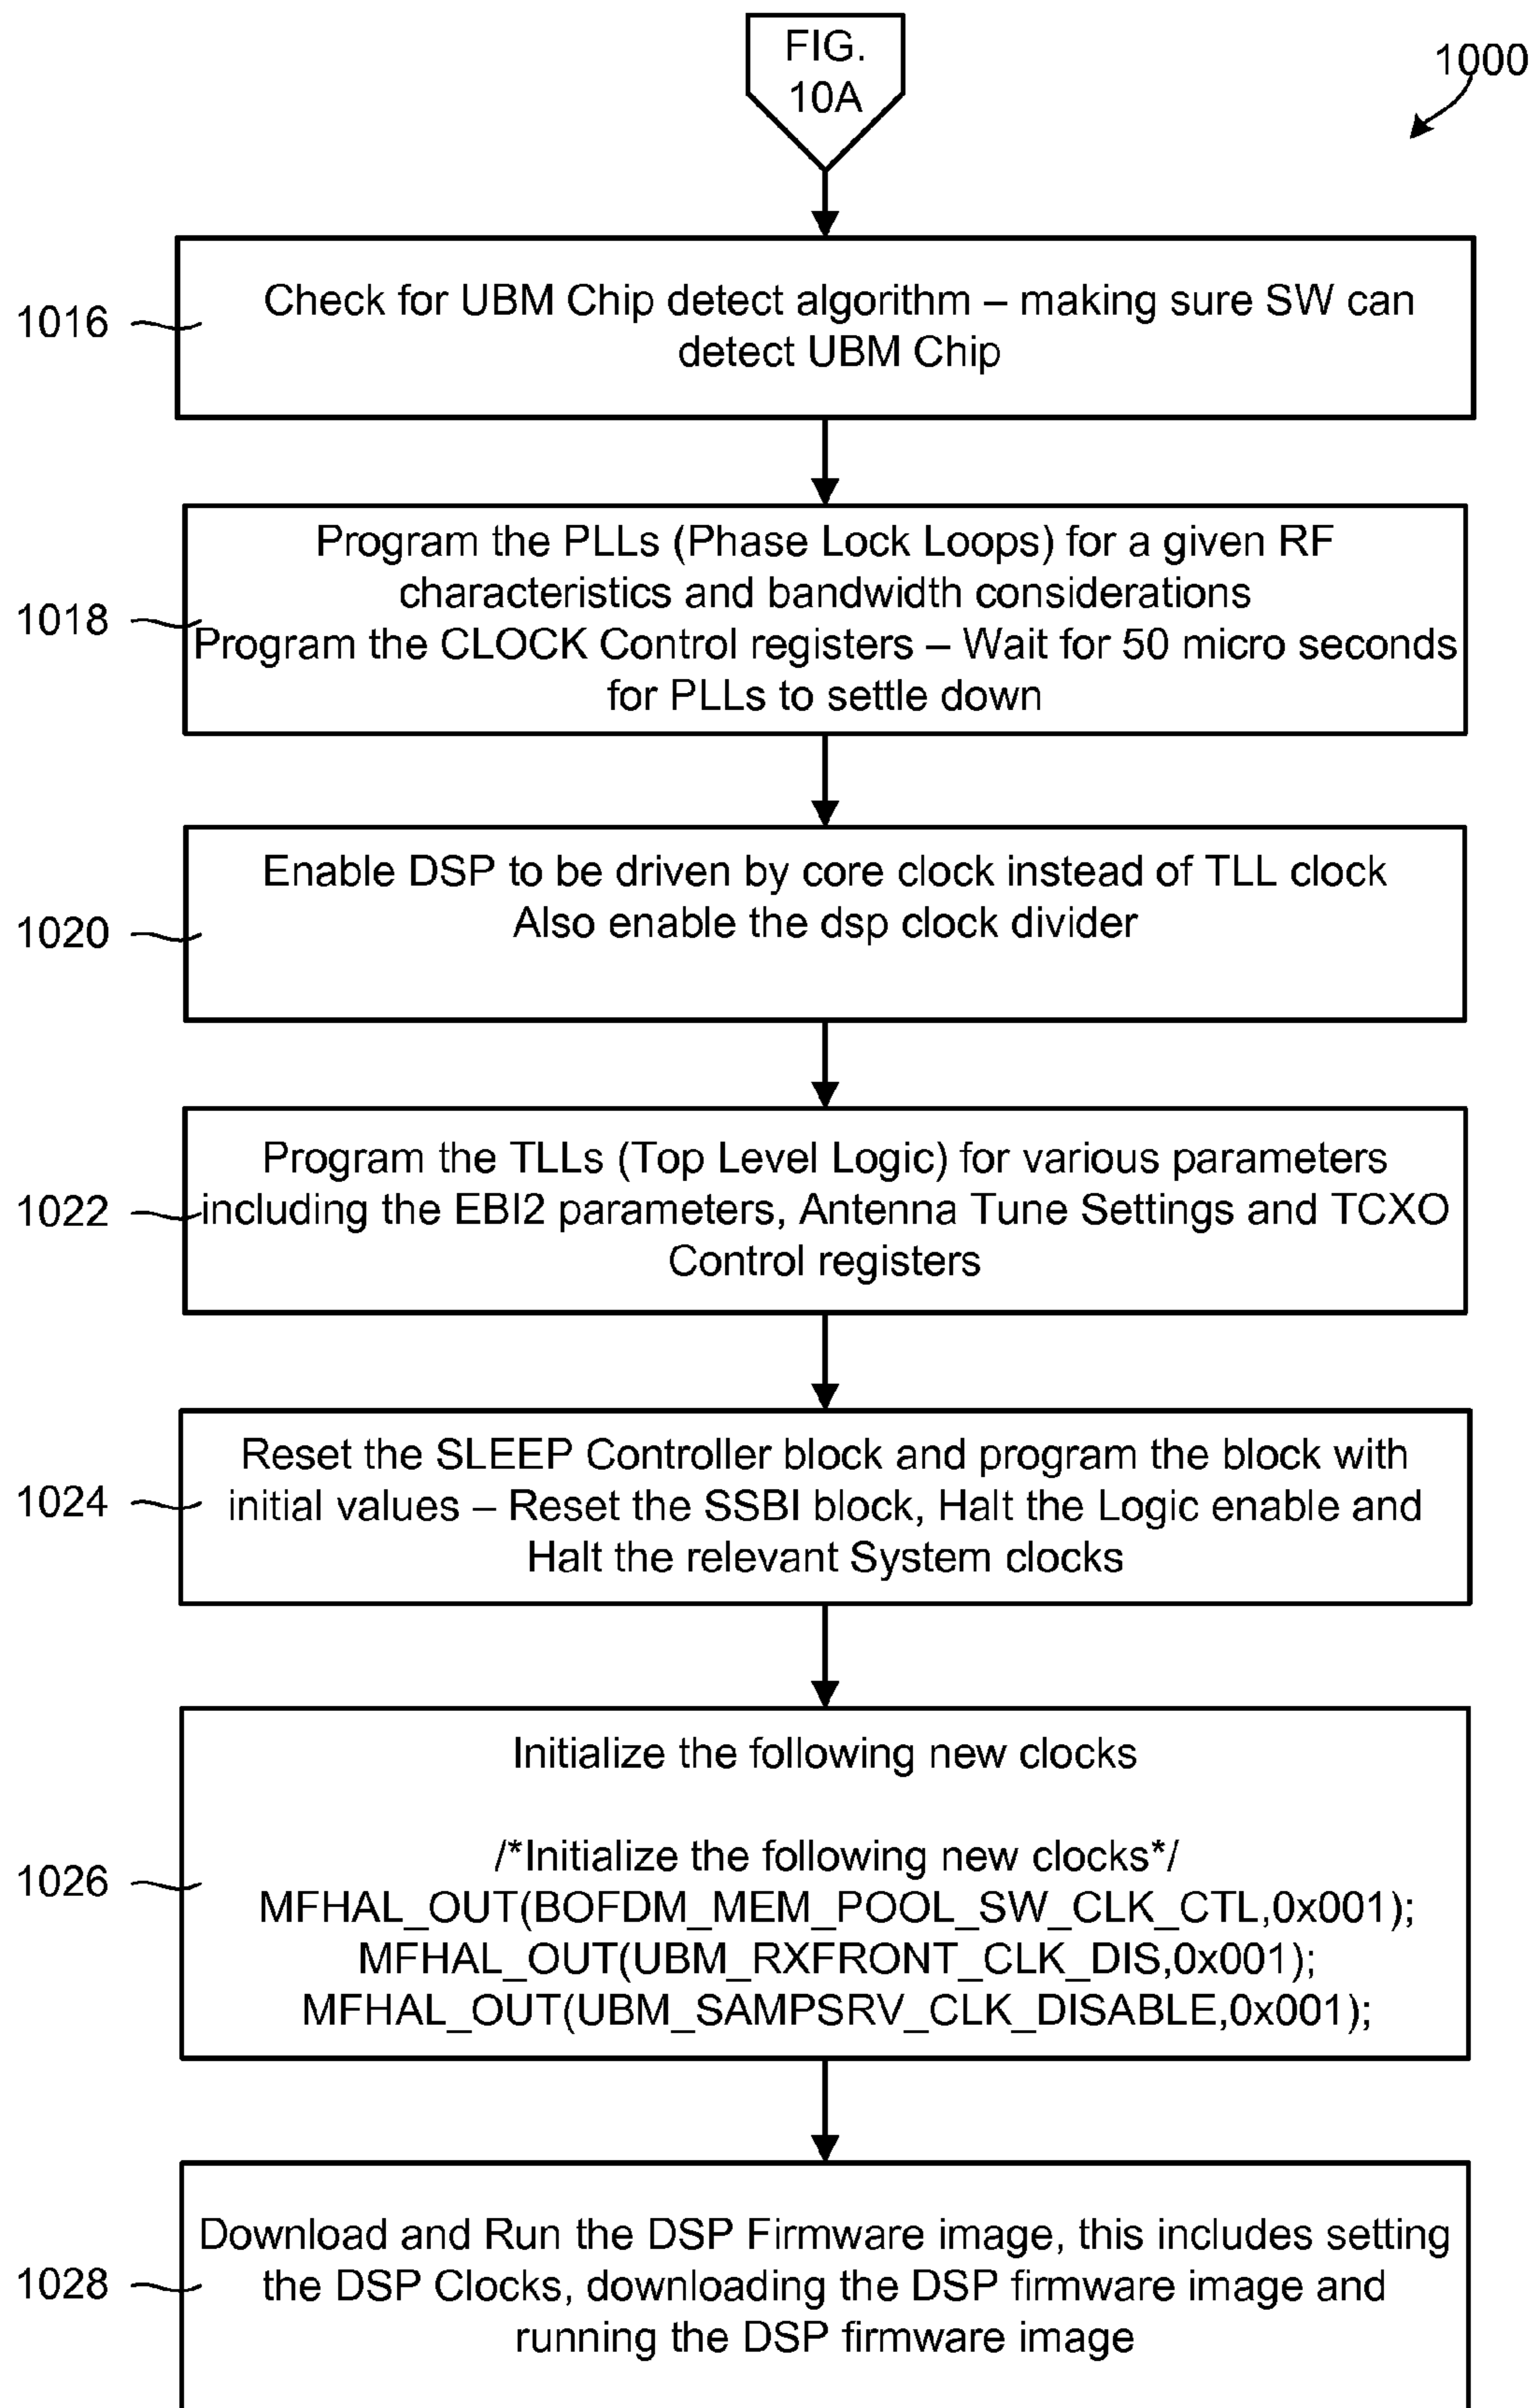 FIG.
10A
1000
1016
Check for UBM Chip detect algorithm – making sure SW can
detect UBM Chip
1018
Program the PLLs (Phase Lock Loops) for a given RF
characteristics and bandwidth considerations
Program the CLOCK Control registers – Wait for 50 micro seconds
for PLLs to settle down
1020
Enable DSP to be driven by core clock instead of TLL clock
Also enable the dsp clock divider
1022
Program the TLLs (Top Level Logic) for various parameters
including the EBI2 parameters, Antenna Tune Settings and TCXO
Control registers
1024
Reset the SLEEP Controller block and program the block with
initial values – Reset the SSBI block, Halt the Logic enable and
Halt the relevant System clocks
1026
Initialize the following new clocks
/*Initialize the following new clocks*/
MFHAL_OUT(BOFDM_MEM_POOL_SW_CLK_CTL,0x001);
MFHAL_OUT(UBM_RXFRONT_CLK_DIS,0x001);
MFHAL_OUT(UBM_SAMPSRV_CLK_DISABLE,0x001);
1028
Download and Run the DSP Firmware image, this includes setting
the DSP Clocks, downloading the DSP firmware image and
running the DSP firmware image